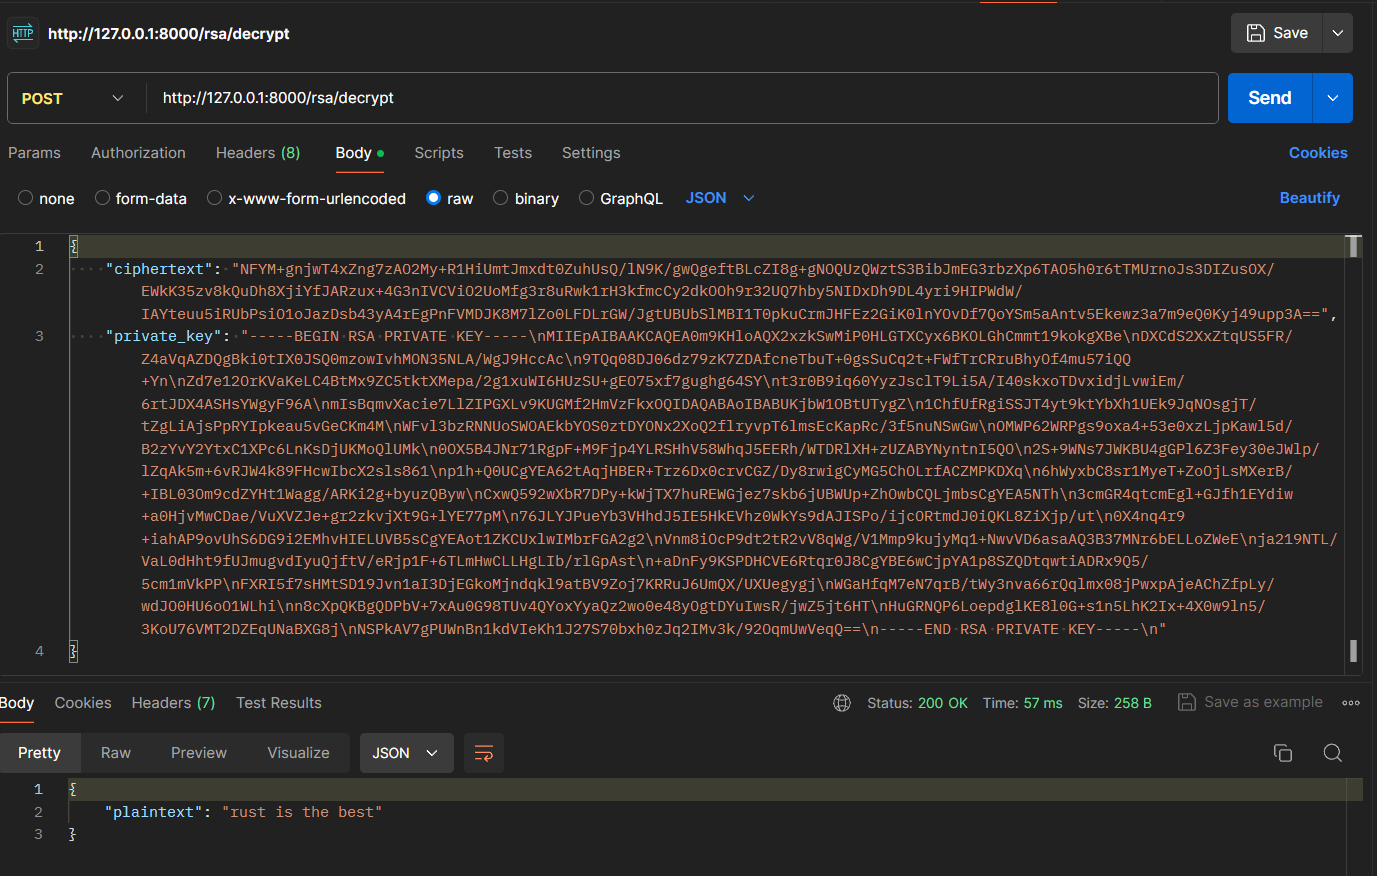 HTTP http://127.0.0.1:8000/rsa/decrypt Save
POST http://127.0.0.1:8000/rsa/decrypt Send
Params Authorization Headers (8) Body Scripts Tests Settings Cookies
none form-data x-www-form-urlencoded raw binary GraphQL JSON Beautify
1 {
2 "ciphertext": "NFYM+gnjwT4xZng7zAO2My+R1HiUmtJmxdt0ZuhUsQ/lN9K/gwQgeftBLcZI8g+gNOQUzQWztS3BibJmEG3rbzXp6TAO5h0r6tTMUrnoJs3DIZusOX/
EWkK35zv8kQuDh8XjiYfJARzux+4G3nIVCViO2UoMfg3r8uRwk1rH3kfmcCy2dkOOh9r32UQ7hby5NIDxDh9DL4yri9HIPWdW/
IAYteuu5iRUbPsiO1oJazDsb43yA4rEgPnFVMDJK8M7lZo0LFDLrGW/JgtUBUbSlMBI1T0pkuCrmJHFEz2GiK0lnYOvDf7QoYSm5aAntv5Ekewz3a7m9eQ0Kyj49upp3A==",
3 "private_key": "-----BEGIN RSA PRIVATE KEY-----\nMIIEpAIBAAKCAQEA0m9KHloAQX2xzkSwMiP0HLGTXCyx6BKOLGhCmmt19kokgXBe\nDXCdS2XxZtqUS5FR/
Z4aVqAZDQgBki0tIX0JSQ0mzowIvhMON35NLA/WgJ9HccAc\n9TQq08DJ06dz79zK7ZDAfcneTbuT+0gsSuCq2t+FWfTrCRruBhyOf4mu57iQQ
+Yn\nZd7e12OrKVaKeLC4BtMx9ZC5tktXMepa/2g1xuWI6HUzSU+gEO75xf7gughg64SY\nt3r0B9iq60YyzJsclT9Li5A/I40skxoTDvxidjLvwiEm/
6rtJDX4ASHsYWgyF96A\nmIsBqmvXacie7LlZIPGXLv9KUGMf2HmVzFkxOQIDAQABAoIBABUKjbW1OBtUTygZ\n1ChfUfRgiSSJT4yt9ktYbXh1UEk9JqNOsgjT/
tZgLiAjsPpRYIpkeau5vGeCKm4M\nWFvl3bzRNNUoSWOAEkbYOS0ztDYONx2XoQ2flryvpT6lmsEcKapRc/3f5nuNSwGw\nOMWP62WRPgs9oxa4+53e0xzLjpKawl5d/
B2zYvY2YtxC1XPc6LnKsDjUKMoQlUMk\n0OX5B4JNr71RgpF+M9Fjp4YLRSHhV58WhqJ5EERh/WTDRlXH+zUZABYNyntnI5QO\n2S+9WNs7JWKBU4gGPl6Z3Fey30eJWlp/
lZqAk5m+6vRJW4k89FHcwIbcX2sls861\np1h+Q0UCgYEA62tAqjHBER+Trz6Dx0crvCGZ/Dy8rwigCyMG5ChOLrfACZMPKDXq\n6hWyxbC8sr1MyeT+ZoOjLsMXerB/
+IBL03Om9cdZYHt1Wagg/ARKi2g+byuzQByw\nCxwQ592wXbR7DPy+kWjTX7huREWGjez7skb6jUBWUp+ZhOwbCQLjmbsCgYEA5NTh\n3cmGR4qtcmEgl+GJfh1EYdiw
+a0HjvMwCDae/VuXVZJe+gr2zkvjXt9G+lYE77pM\n76JLYJPueYb3VHhdJ5IE5HkEVhz0WkYs9dAJISPo/ijcORtmdJ0iQKL8ZiXjp/ut\n0X4nq4r9
+iahAP9ovUhS6DG9i2EMhvHIELUVB5sCgYEAot1ZKCUxlwIMbrFGA2g2\nVnm8iOcP9dt2tR2vV8qWg/V1Mmp9kujyMq1+NwvVD6asaAQ3B37MNr6bELLoZWeE\nja219NTL/
VaL0dHht9fUJmugvdIyuQjftV/eRjp1F+6TLmHwCLLHgLIb/rlGpAst\n+aDnFy9KSPDHCVE6Rtqr0J8CgYBE6wCjpYA1p8SZQDtqwtiADRx9Q5/
5cm1mVkPP\nFXRI5f7sHMtSD19Jvn1aI3DjEGkoMjndqkl9atBV9Zoj7KRRuJ6UmQX/UXUegygj\nWGaHfqM7eN7qrB/tWy3nva66rQqlmx08jPwxpAjeAChZfpLy/
wdJO0HU6oO1WLhi\nn8cXpQKBgQDPbV+7xAu0G98TUv4QYoxYyaQz2wo0e48yOgtDYuIwsR/jwZ5jt6HT\nHuGRNQP6LoepdglKE8l0G+s1n5LhK2Ix+4X0w9ln5/
3KoU76VMT2DZEqUNaBXG8j\nNSPkAV7gPUWnBn1kdVIeKh1J27S70bxh0zJq2IMv3k/92OqmUwVeqQ==\n-----END RSA PRIVATE KEY-----\n"
4 }
Body Cookies Headers (7) Test Results Status: 200 OK Time: 57 ms Size: 258 B Save as example
Pretty Raw Preview Visualize JSON
1 {
2 "plaintext": "rust is the best"
3 }